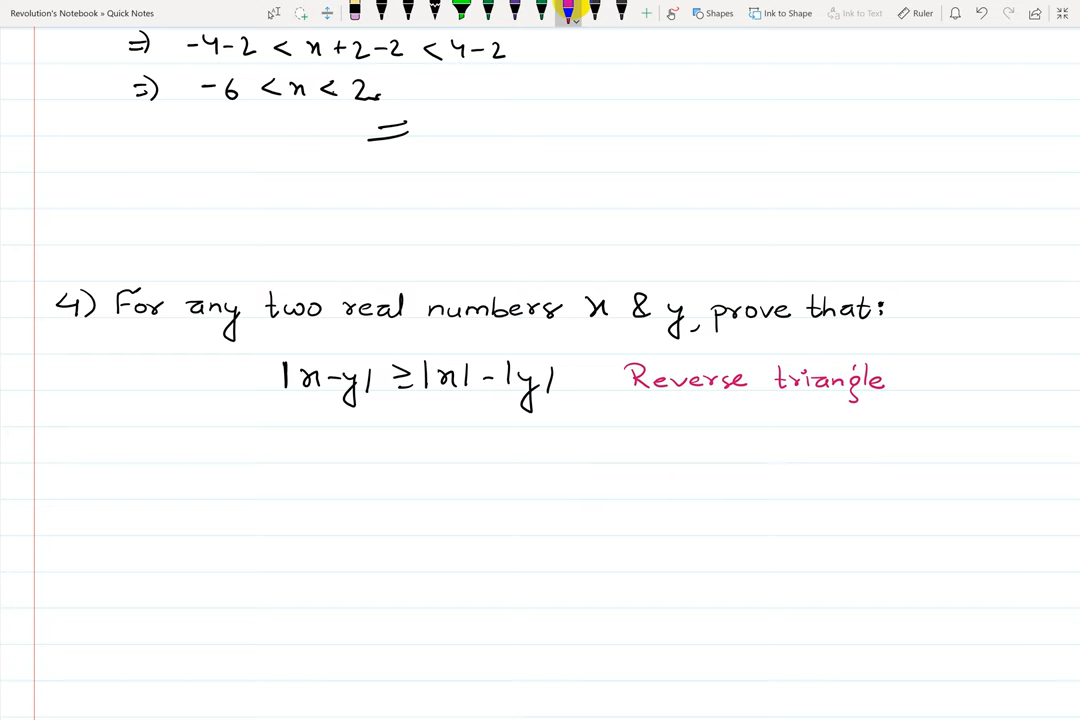 Revolution's Notebook » Quick Notes
Shapes
Ink to Shape
Ink to Text
Ruler
=) -4-2 < x+2-2 < 4-2
=) -6 < x < 2
4) For any two real numbers x & y, prove that:
|x-y| ≥ |x| - |y| Reverse triangle